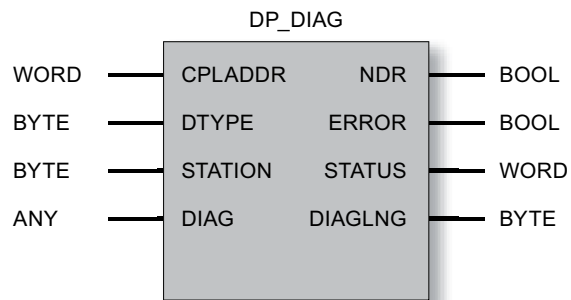 DP_DIAG
WORD CPLADDR NDR BOOL
BYTE DTYPE ERROR BOOL
BYTE STATION STATUS WORD
ANY DIAG DIAGLNG BYTE